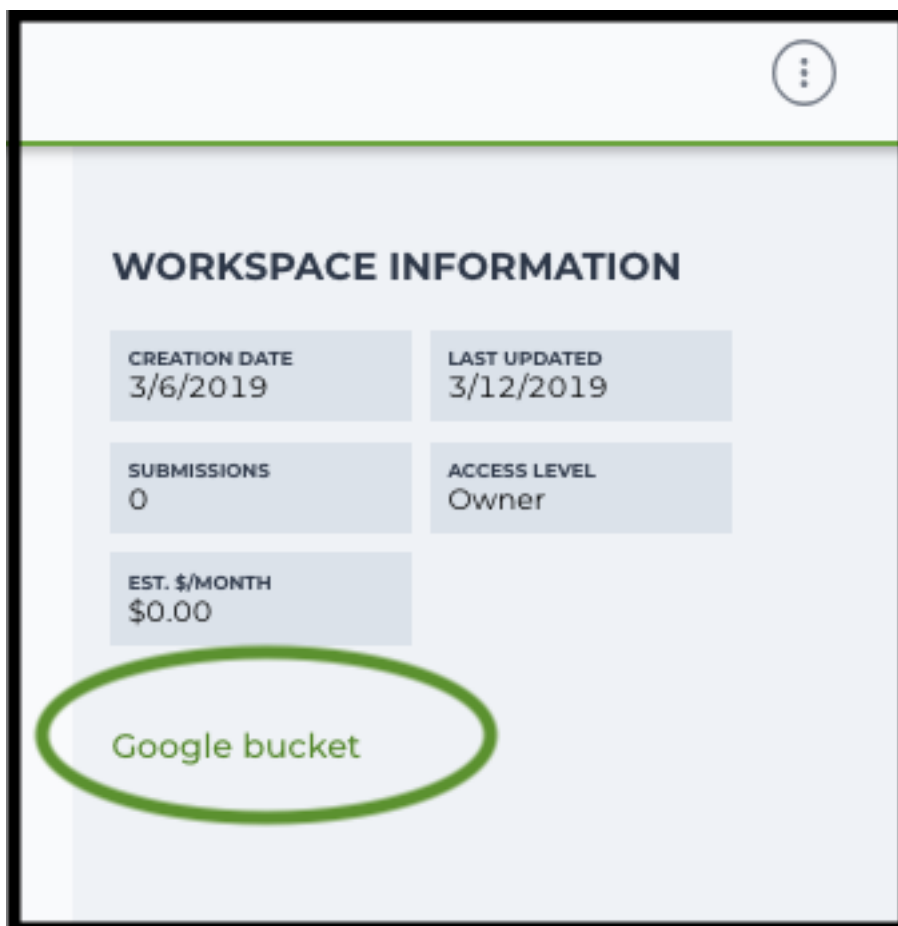 WORKSPACE INFORMATION
CREATION DATE
3/6/2019
LAST UPDATED
3/12/2019
SUBMISSIONS
0
ACCESS LEVEL
Owner
EST. $/MONTH
$0.00
Google bucket